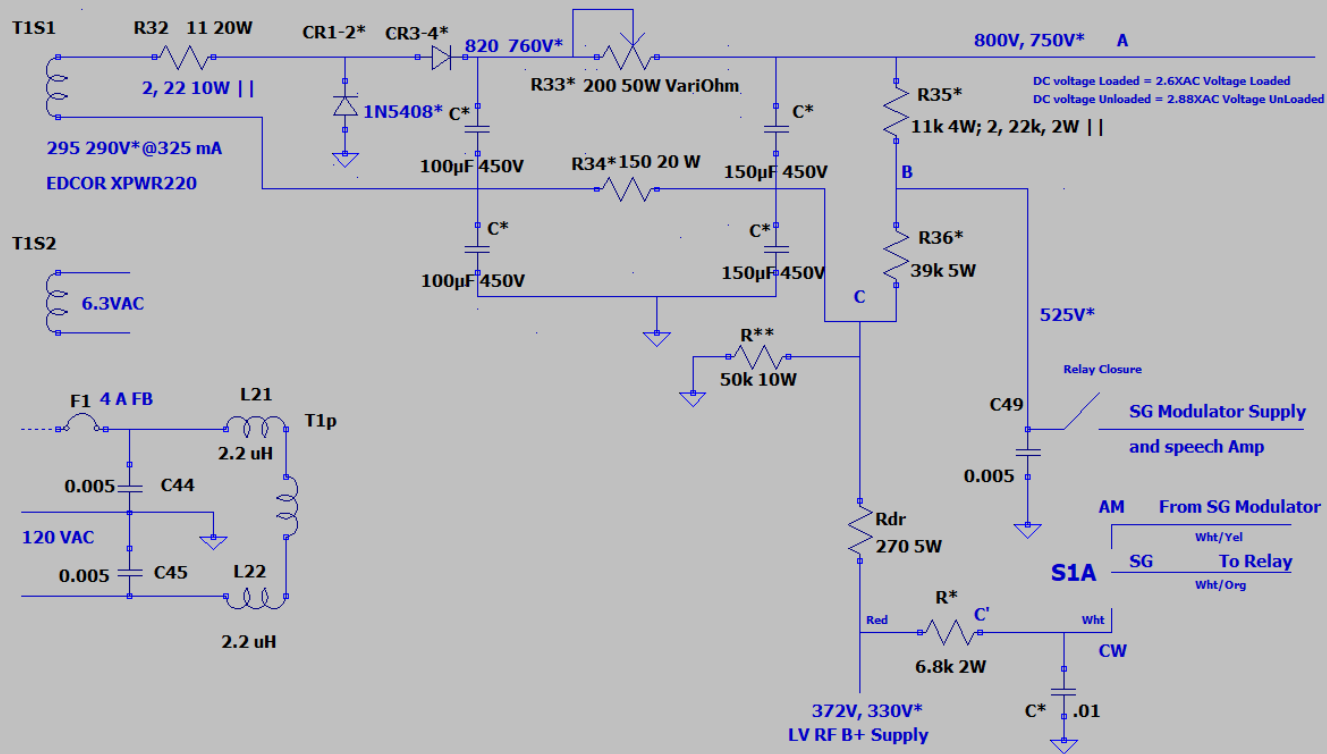 T1S1
R32 11 20W
2, 22 10W ||
CR1-2*
CR3-4*
820 760V*
R33* 200 50W VariOhm
800V, 750V* A
DC voltage Loaded = 2.6XAC Voltage Loaded
DC voltage Unloaded = 2.88XAC Voltage UnLoaded
1N5408*
C*
100µF 450V
C*
150µF 450V
R35*
11k 4W; 2, 22k, 2W ||
295 290V*@325 mA
EDCOR XPWR220
R34* 150 20 W
B
T1S2
6.3VAC
C*
100µF 450V
C*
150µF 450V
R36*
39k 5W
C
525V*
R**
50k 10W
Relay Closure
C49
0.005
SG Modulator Supply
and speech Amp
F1 4 A FB
L21
2.2 uH
T1p
0.005 C44
120 VAC
0.005 C45
L22
2.2 uH
Rdr
270 5W
AM From SG Modulator
Wht/Yel
S1A
SG To Relay
Wht/Org
Red
R*
C'
6.8k 2W
Wht
CW
C* .01
372V, 330V*
LV RF B+ Supply